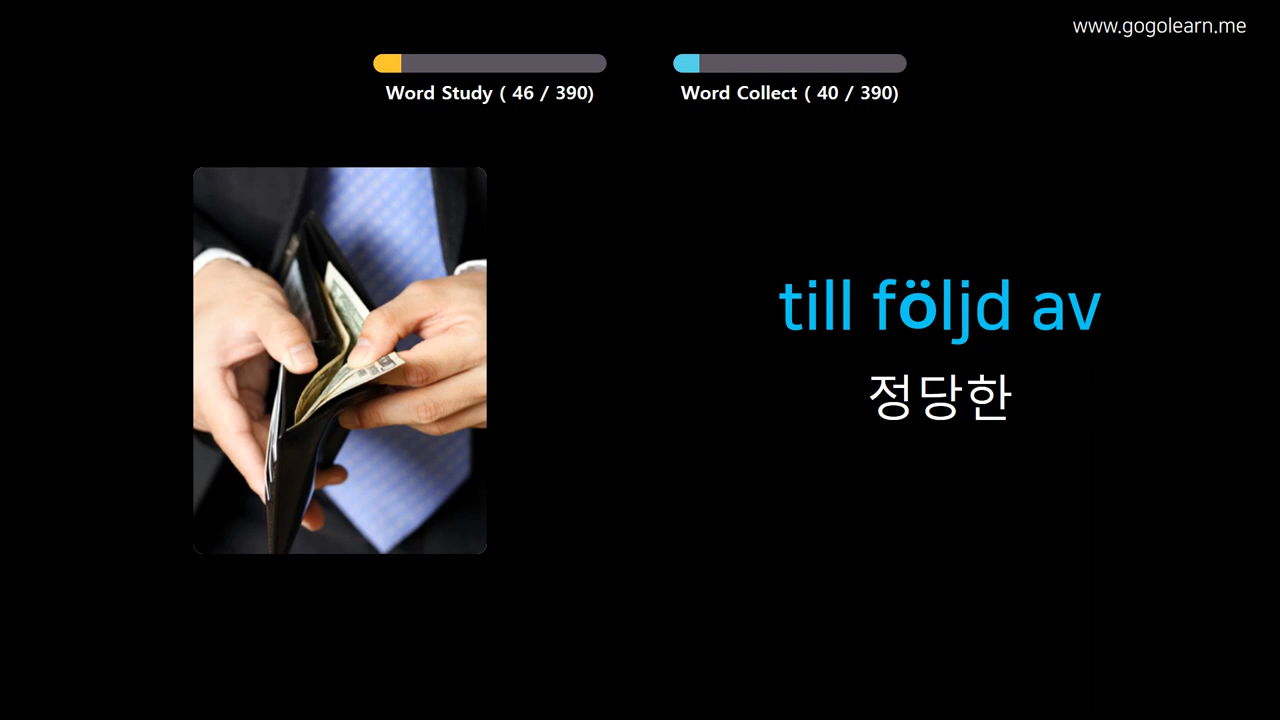 www.gogolearn.me
Word Study ( 46 / 390)
Word Collect ( 40 / 390)
till följd av
정당한